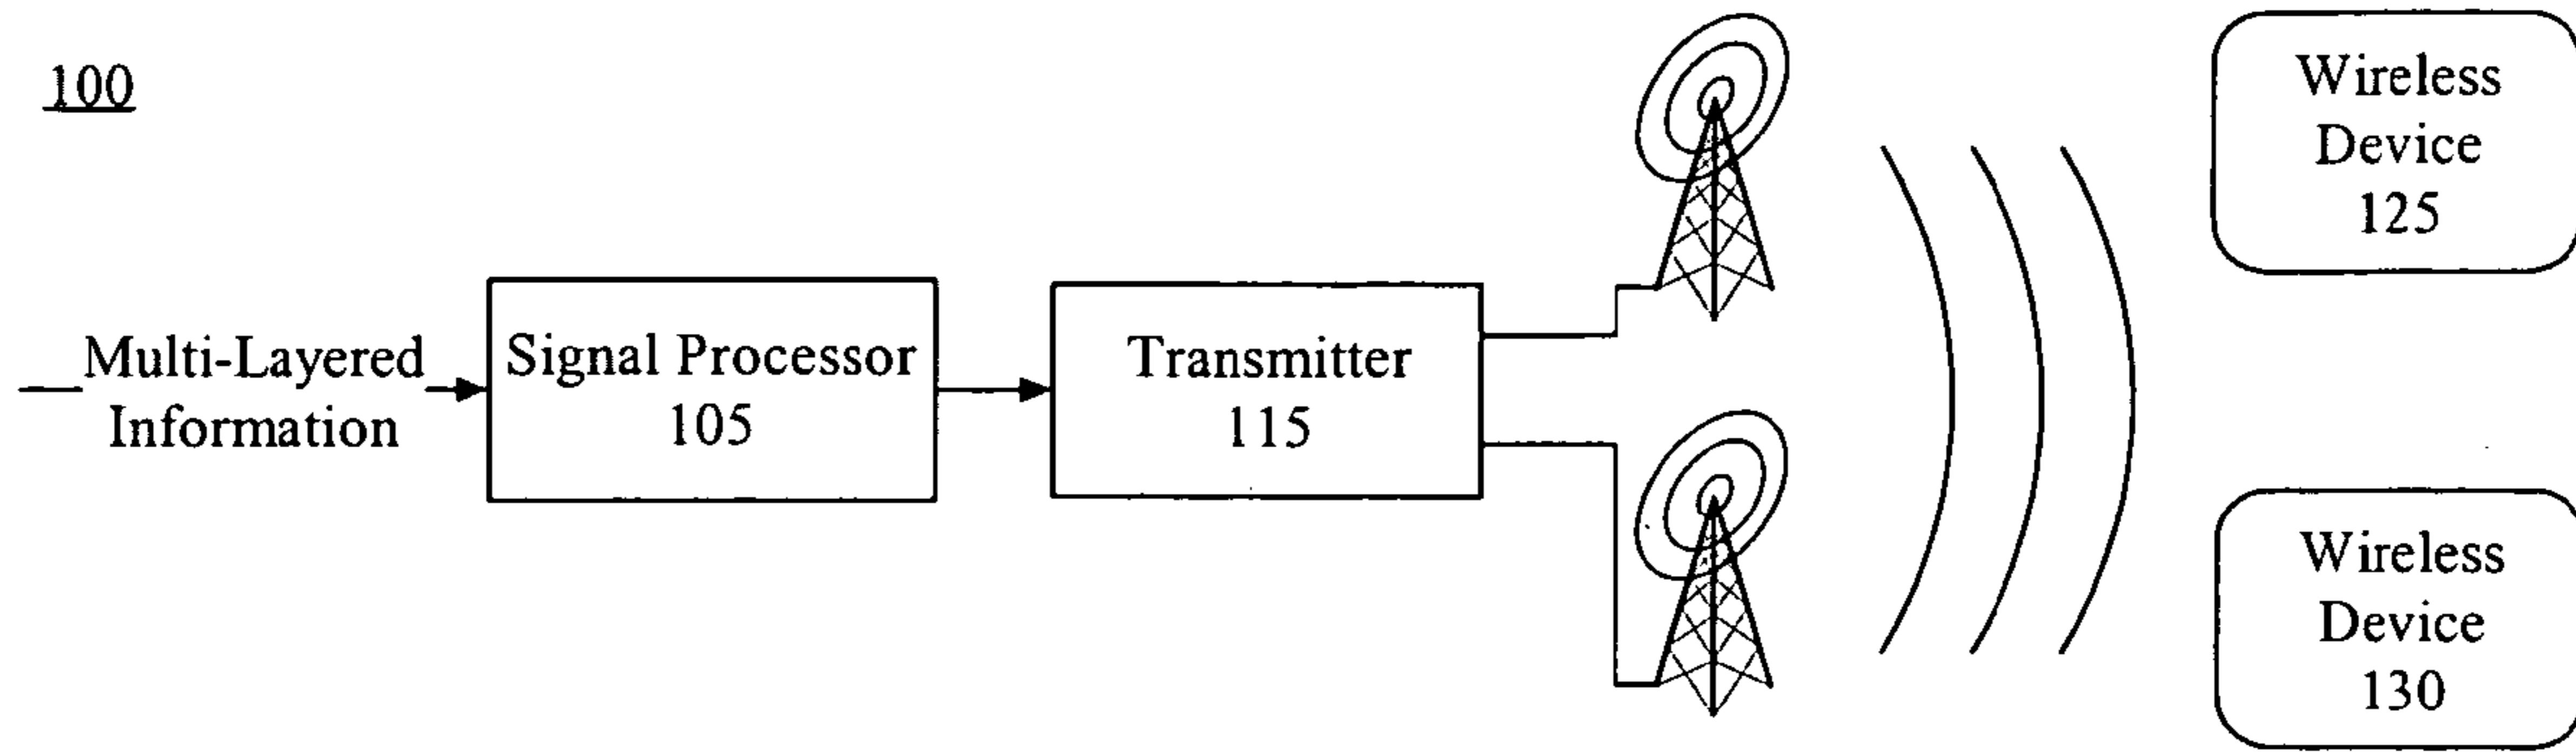 100
Multi-Layered
Information
Signal Processor
105
Transmitter
115
Wireless
Device
125
Wireless
Device
130